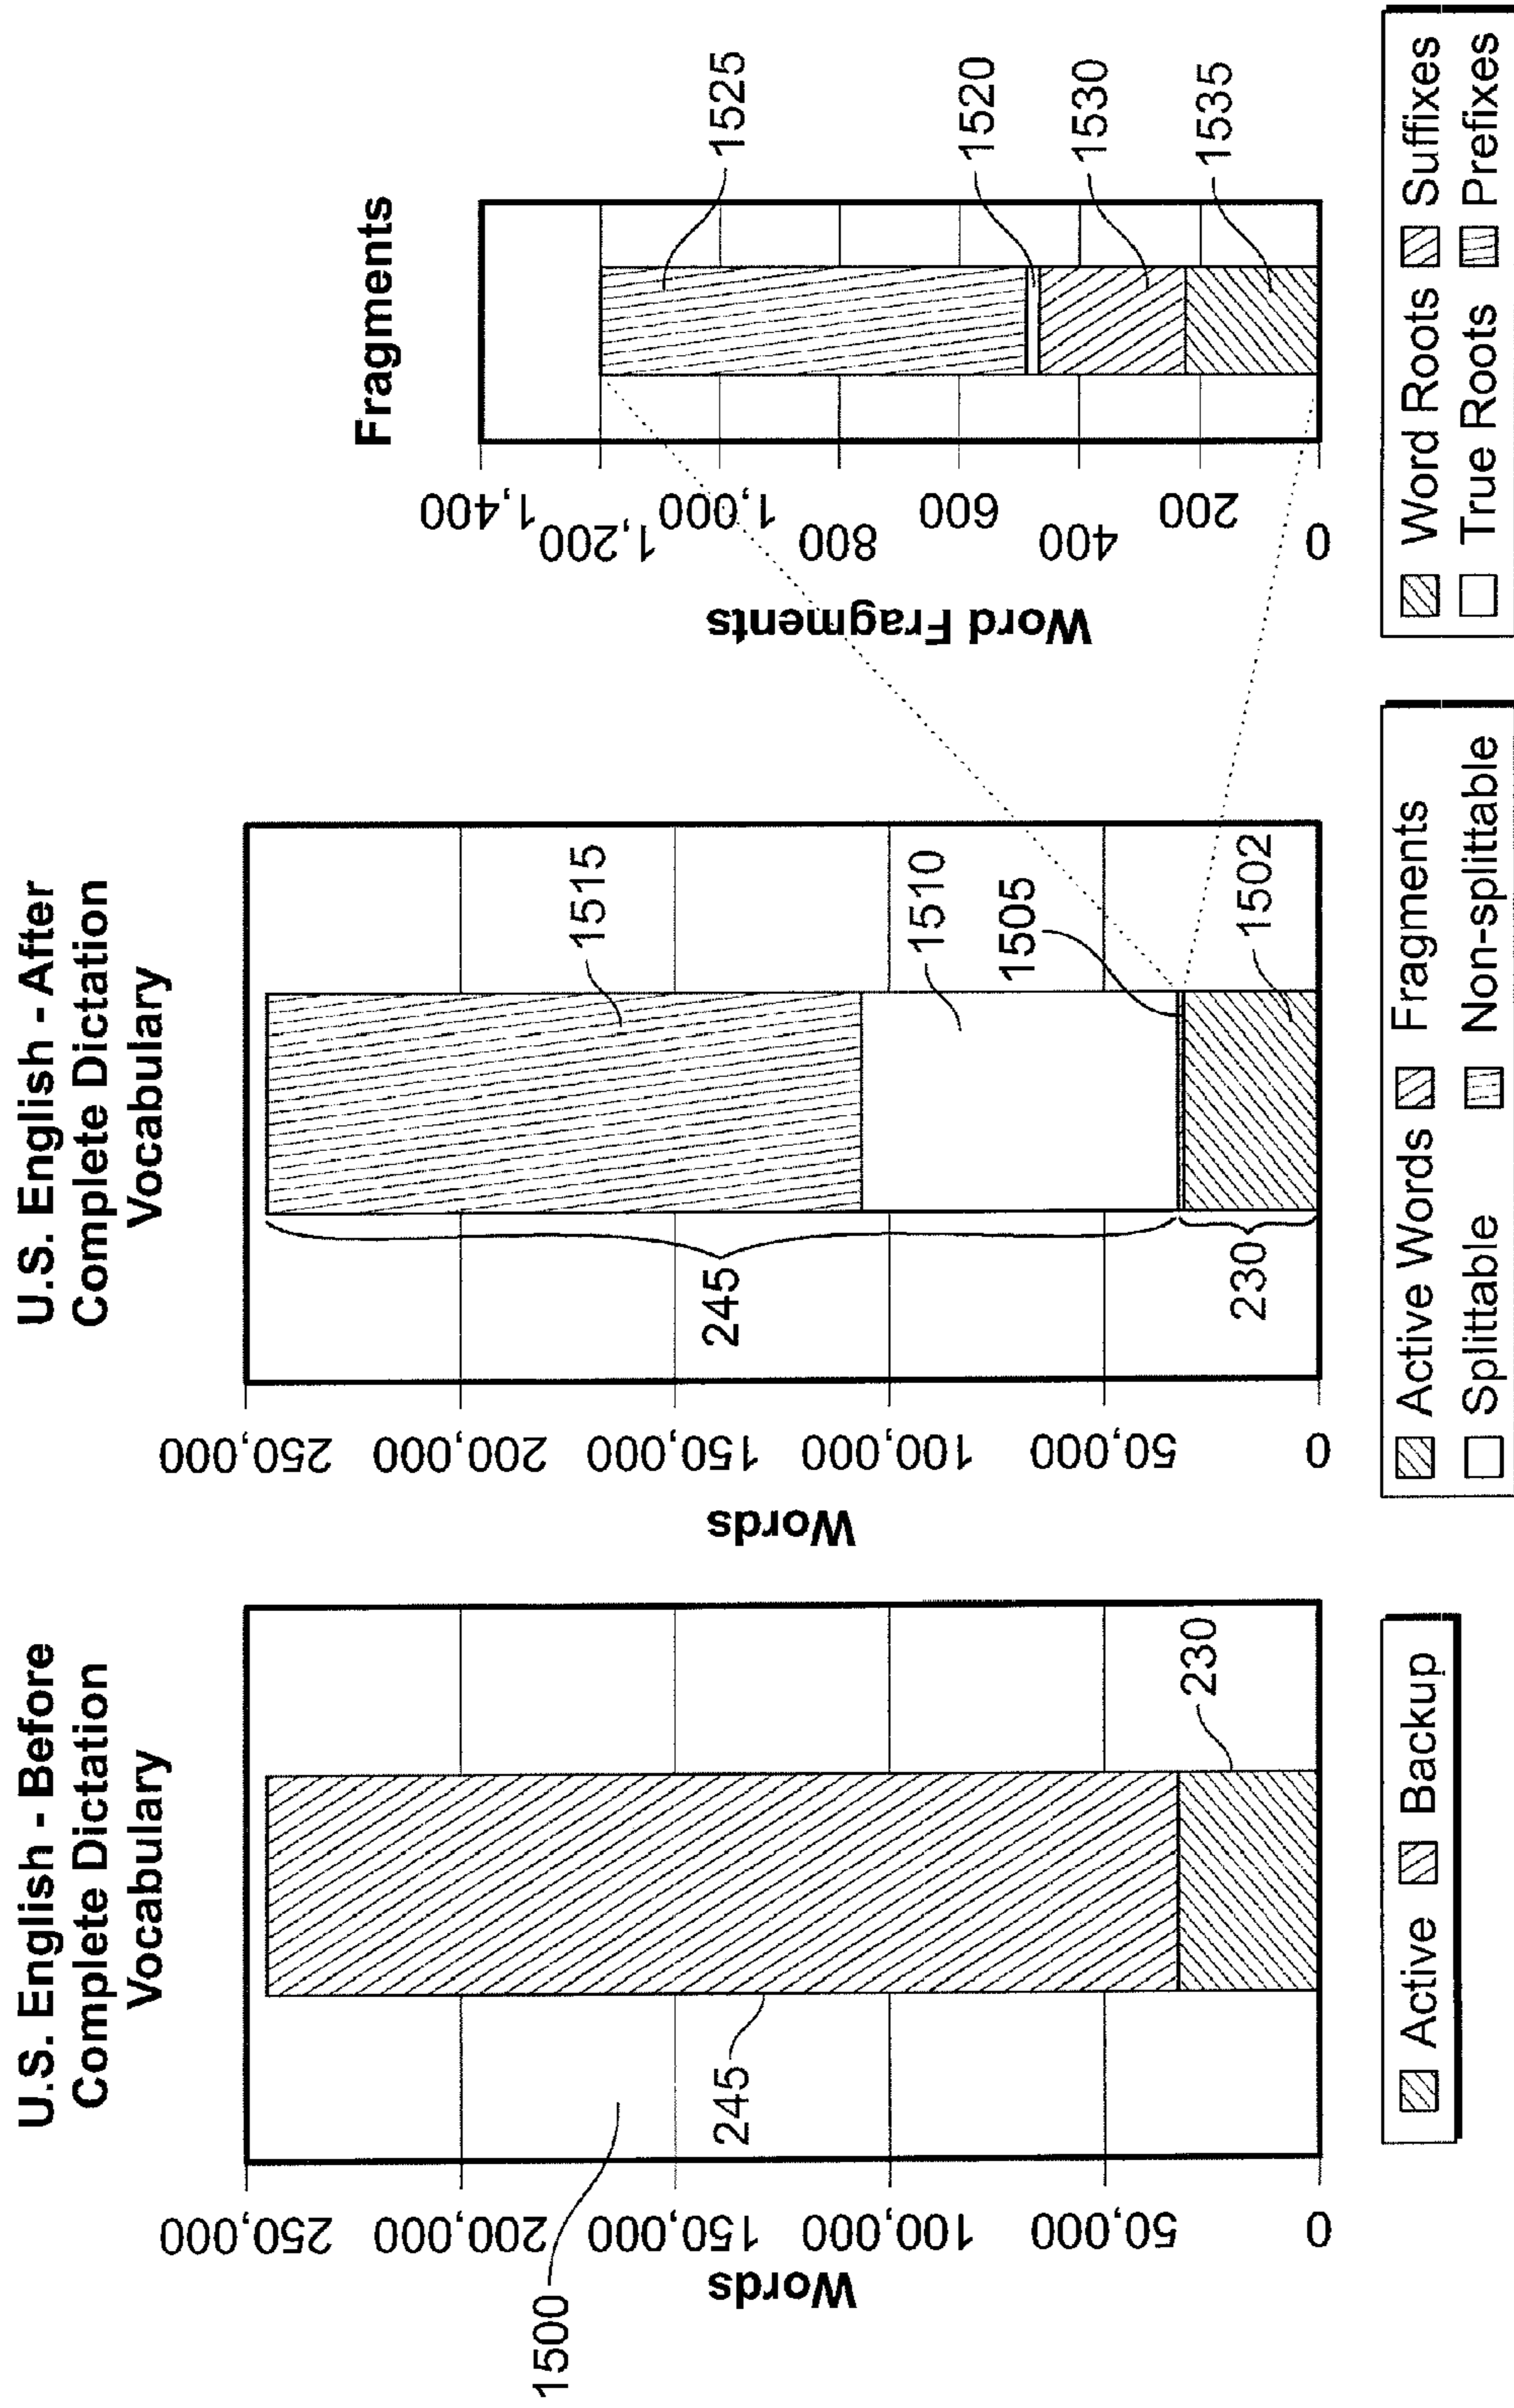 U.S. English - Before
Complete Dictation
Vocabulary
250,000
200,000
150,000
100,000
50,000
0
Words
1500
245
230
Active Backup
U.S. English - After
Complete Dictation
Vocabulary
250,000
200,000
150,000
100,000
50,000
0
Words
245
230
1515
1510
1505
1502
Active Words Fragments
Splittable Non-splittable
Fragments
1,400
1,200
1,000
800
600
400
200
0
Word Fragments
1525
1520
1530
1535
Word Roots Suffixes
True Roots Prefixes